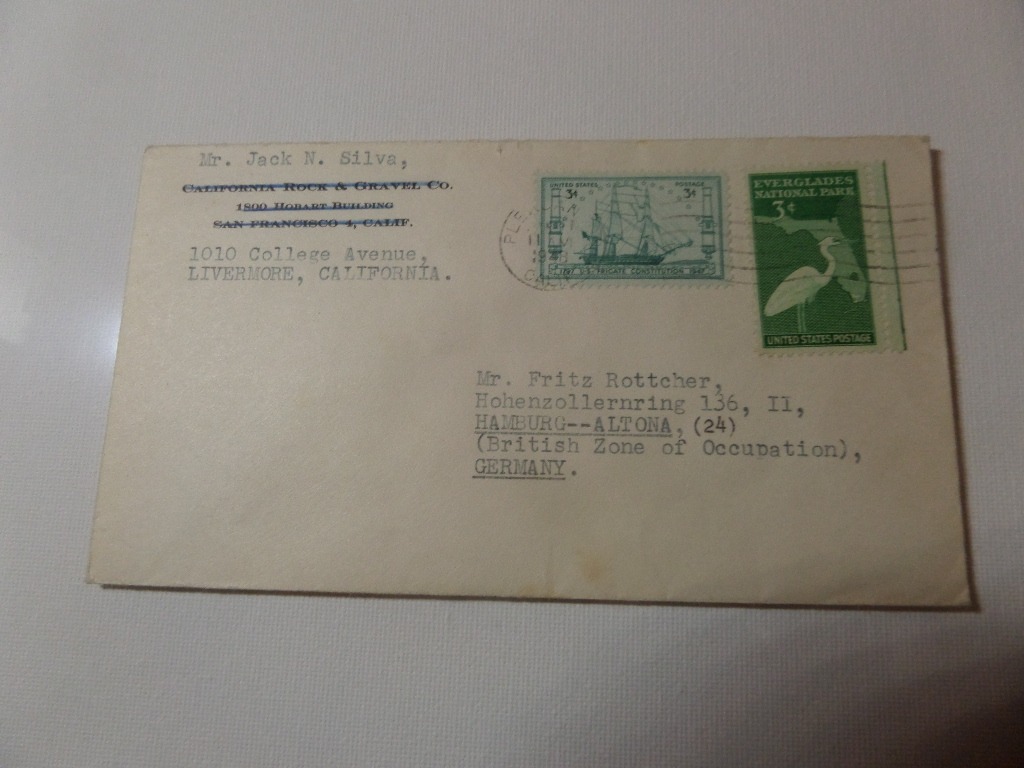 Mr. Jack N. Silva,
CALIFORNIA ROCK & GRAVEL CO.
1800 HOBART BUILDING
SAN FRANCISCO 4, CALIF.
1010 College Avenue,
LIVERMORE, CALIFORNIA.
UNITED STATES POSTAGE
3¢ 3¢
1797 U.S. FRIGATE CONSTITUTION 1947
EVERGLADES
NATIONAL PARK
3¢
UNITED STATES POSTAGE
Mr. Fritz Rottcher,
Hohenzollernring 136, II,
HAMBURG--ALTONA, (24)
(British Zone of Occupation),
GERMANY.